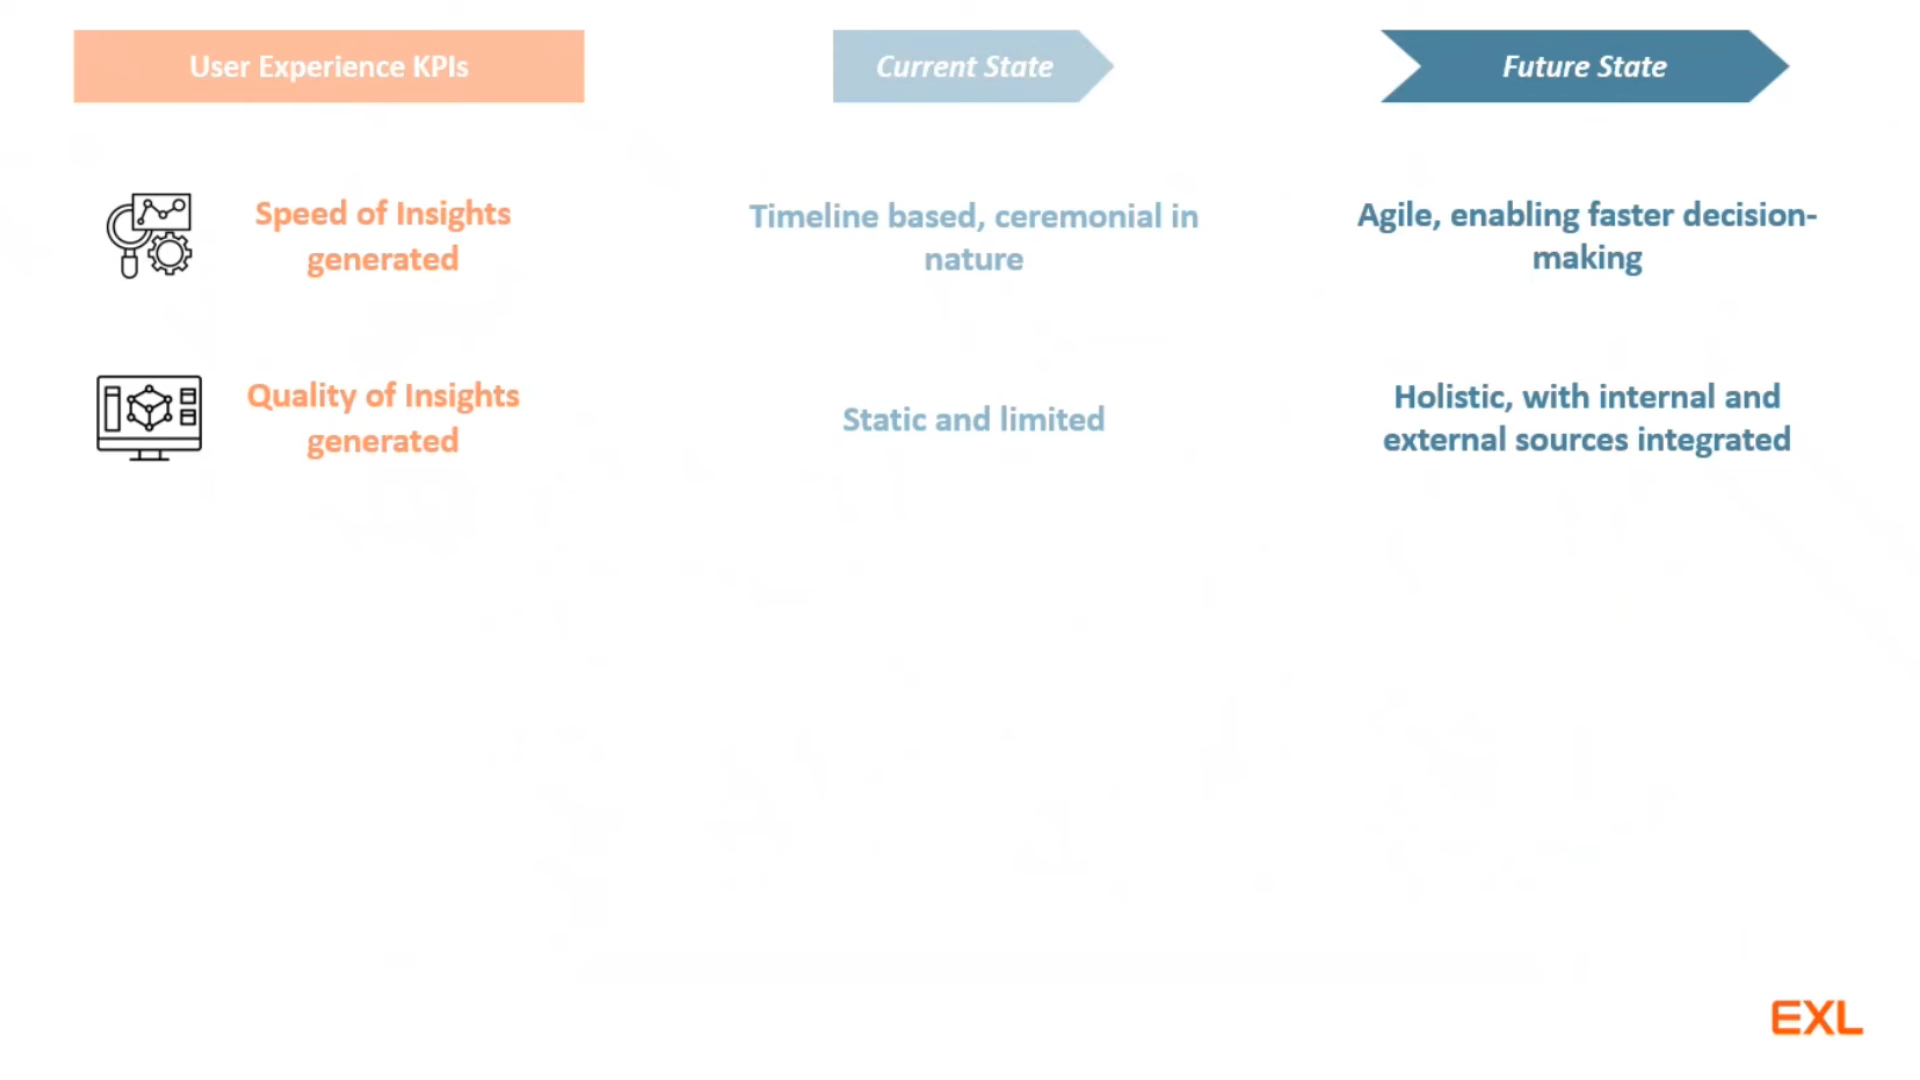 User Experience KPIs
Current State
Future State
Speed of Insights
generated
Timeline based, ceremonial in
nature
Agile, enabling faster decision-
making
Quality of Insights
generated
Static and limited
Holistic, with internal and
external sources integrated
EXL